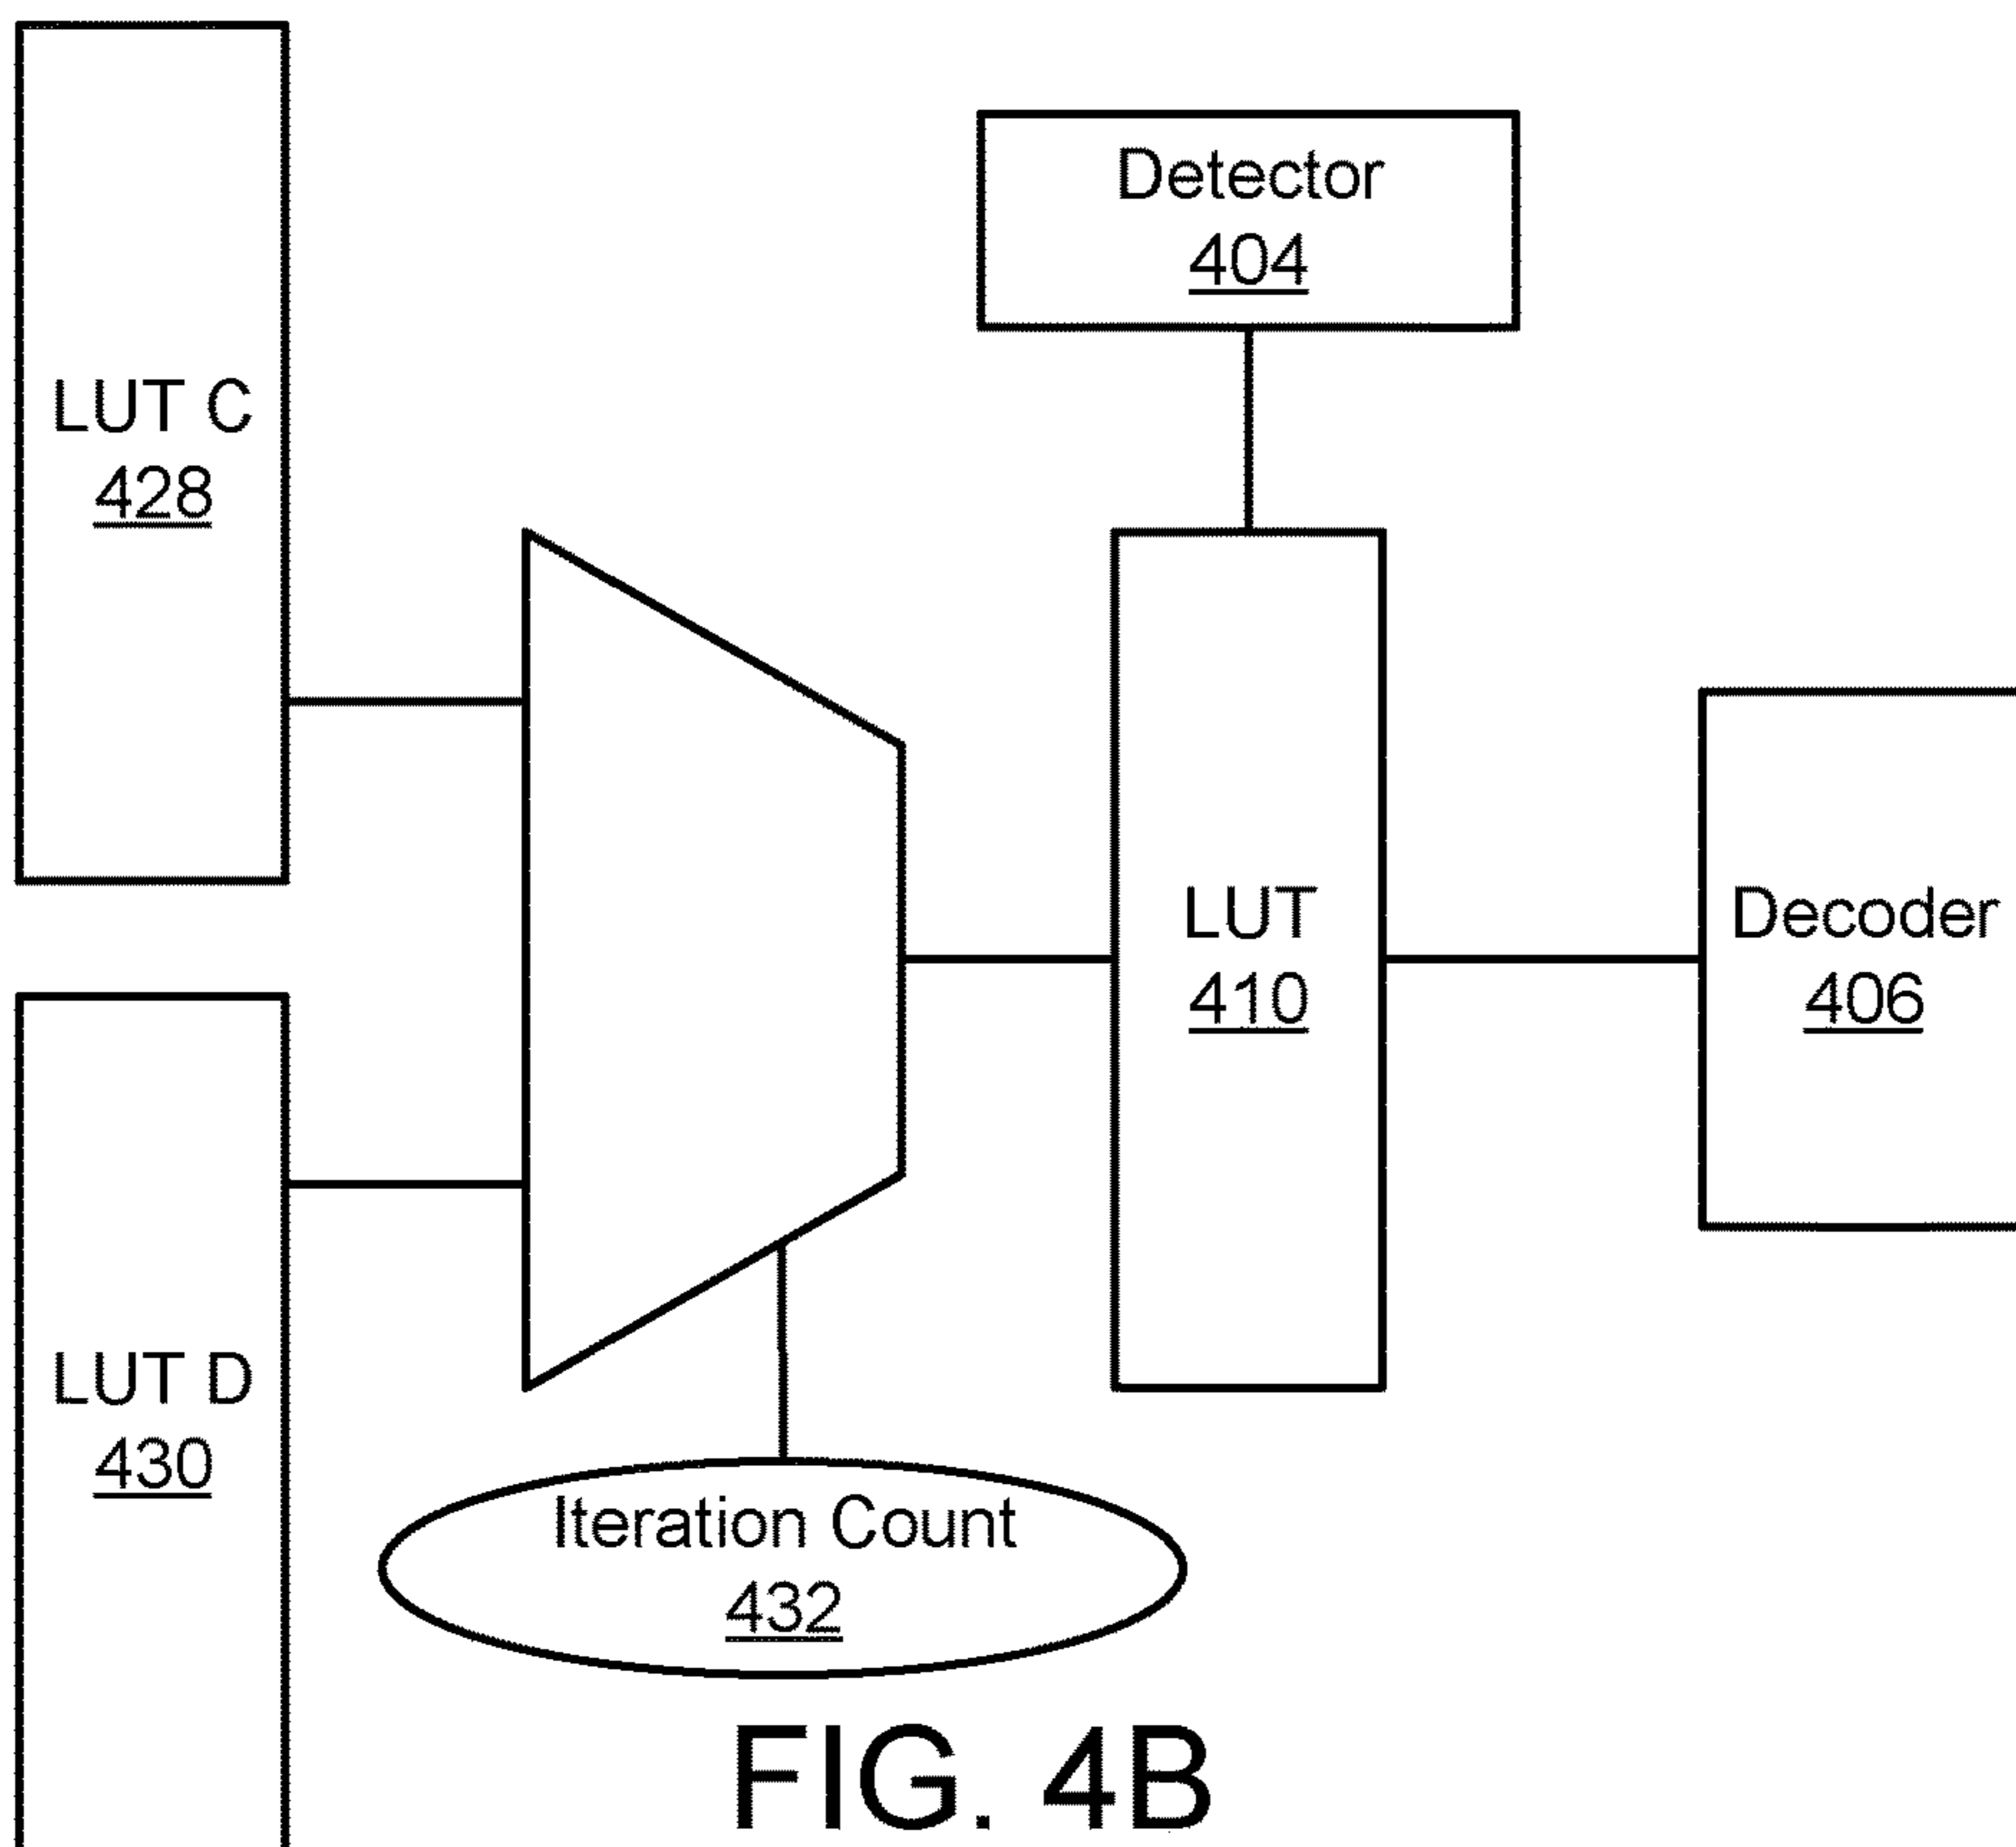 Detector
404
LUT C
428
LUT
410
Decoder
406
LUT D
430
Iteration Count
432
FIG. 4B